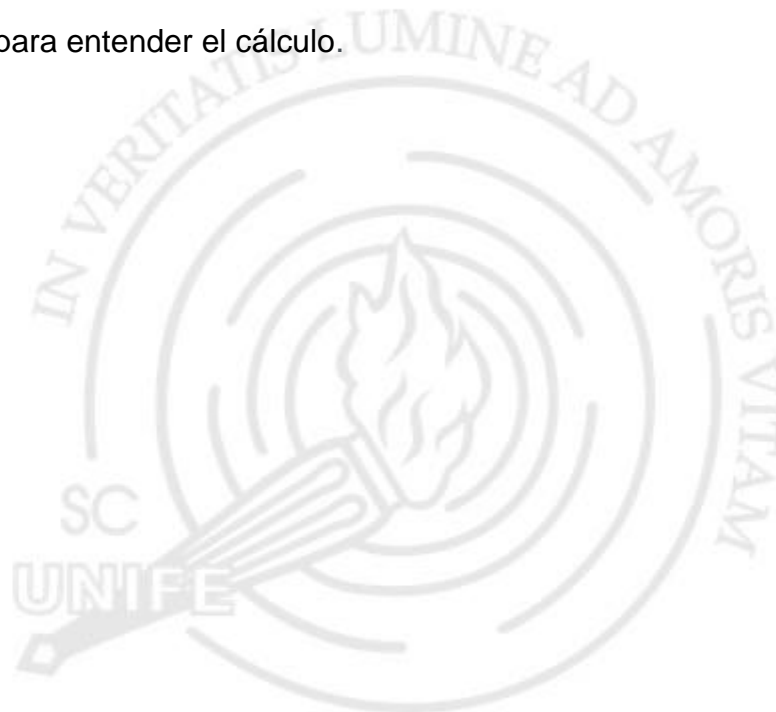 para entender el cálculo.
IN VERITATIS LUMINE AD AMORIS VITAM
SC
UNIFE